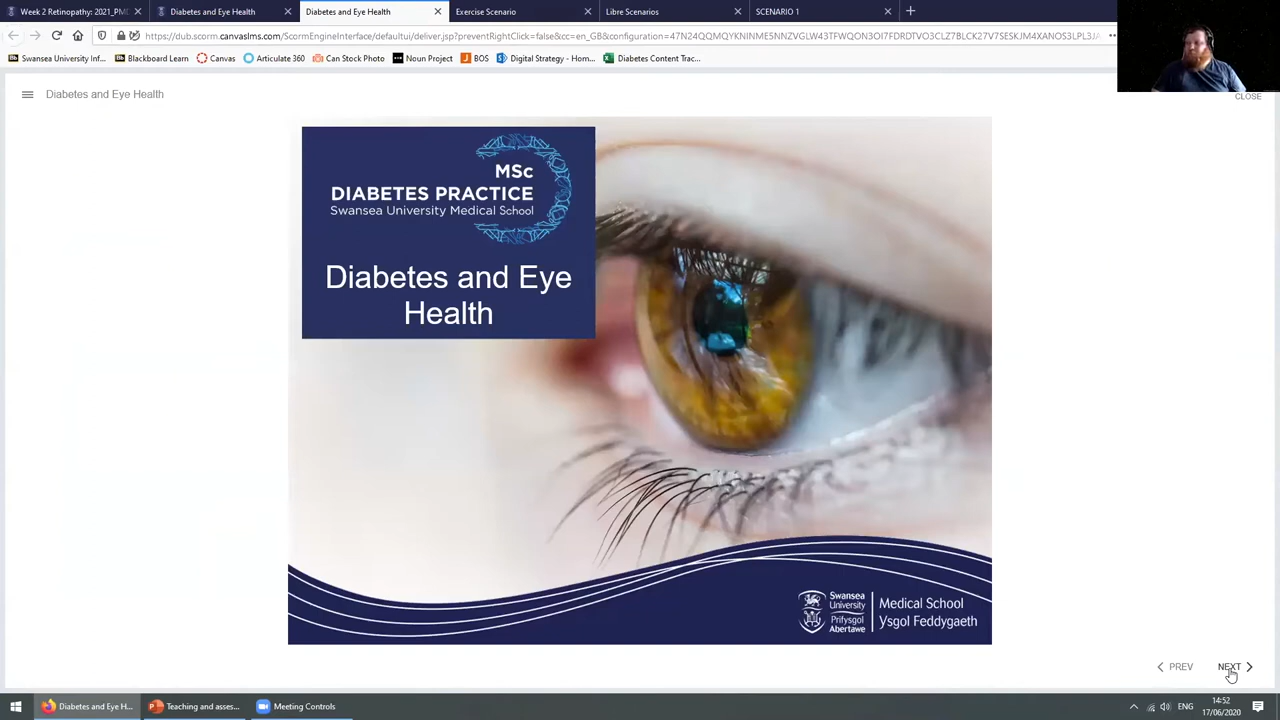 Week 2 Retinopathy: 2021_PM
Diabetes and Eye Health
Diabetes and Eye Health
Exercise Scenario
Libre Scenarios
SCENARIO 1
Swansea University Inf...
Blackboard Learn
Canvas
Articulate 360
Can Stock Photo
Noun Project
BOS
Digital Strategy - Hom...
Diabetes Content Trac...
Diabetes and Eye Health
CLOSE
MSc
DIABETES PRACTICE
Swansea University Medical School
Diabetes and Eye
Health
Swansea
University
Prifysgol
Abertawe
Medical School
Ysgol Feddygaeth
PREV
NEXT
Diabetes and Eye H...
Teaching and asses...
Meeting Controls
ENG
14:52
17/06/2020